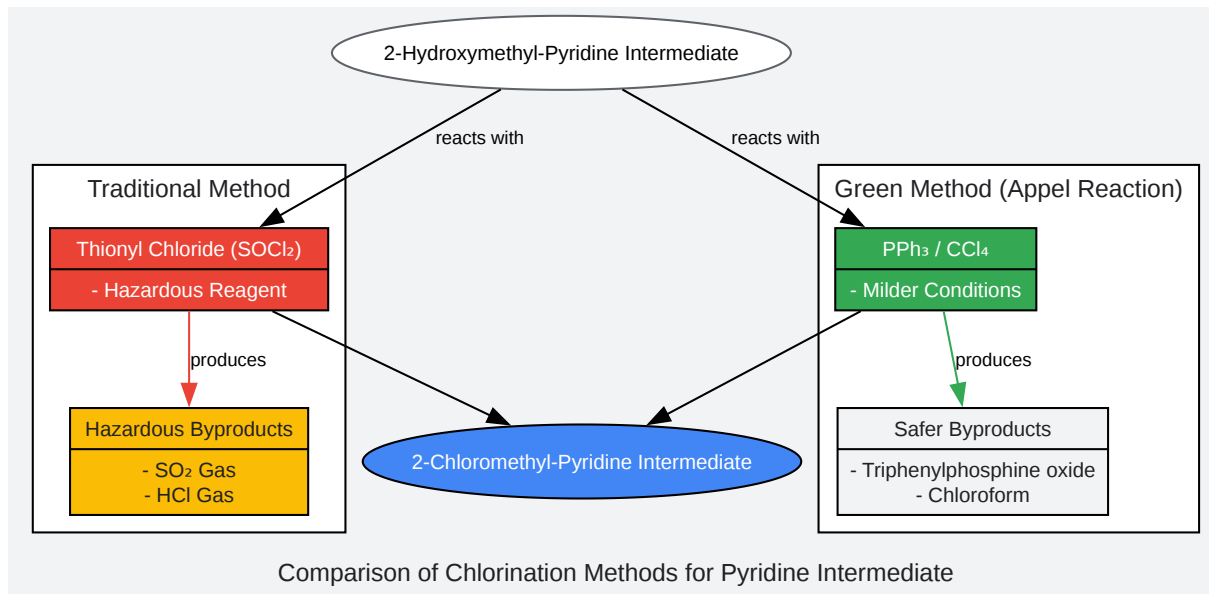 2-Hydroxymethyl-Pyridine Intermediate
reacts with
reacts with
Traditional Method
Thionyl Chloride (SOCl₂)
- Hazardous Reagent
produces
Hazardous Byproducts
- SO₂ Gas
- HCl Gas
Green Method (Appel Reaction)
PPh₃ / CCl₄
- Milder Conditions
produces
Safer Byproducts
- Triphenylphosphine oxide
- Chloroform
2-Chloromethyl-Pyridine Intermediate
Comparison of Chlorination Methods for Pyridine Intermediate